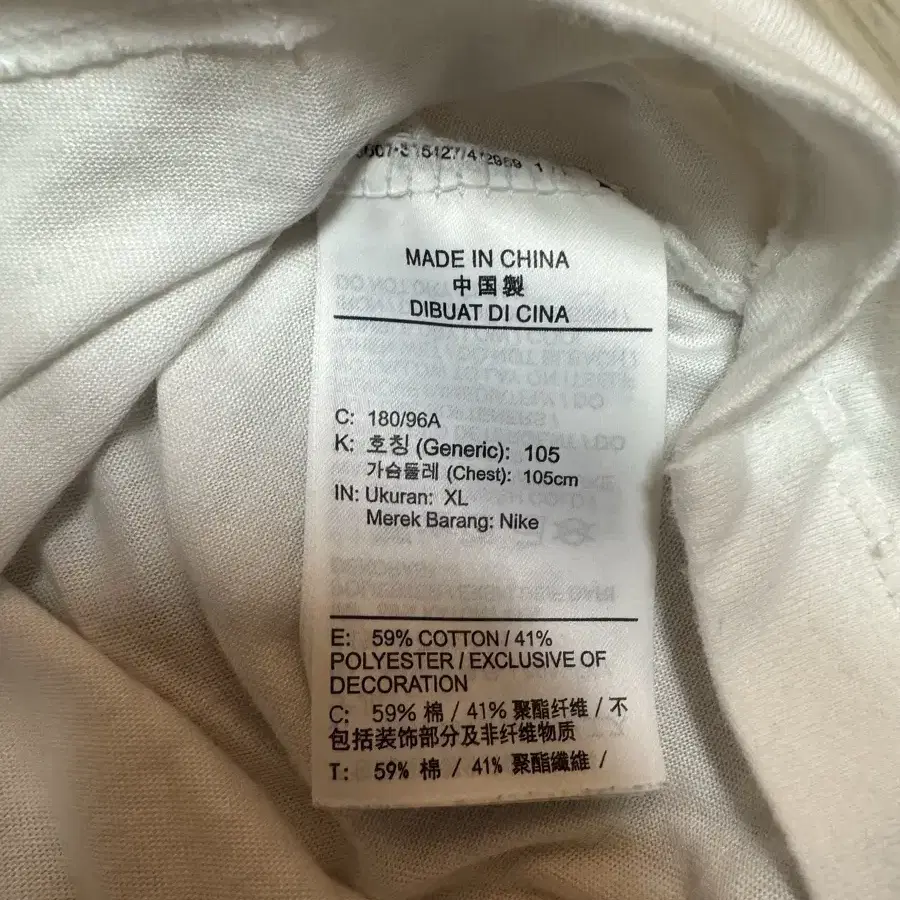 MADE IN CHINA
中国製
DIBUAT DI CINA
C: 180/96A
K: 호칭 (Generic): 105
가슴둘레 (Chest): 105cm
IN: Ukuran: XL
Merek Barang: Nike
E: 59% COTTON / 41%
POLYESTER / EXCLUSIVE OF
DECORATION
C: 59% 棉 / 41% 聚酯纤维 / 不
包括装饰部分及非纤维物质
T: 59% 棉 / 41% 聚酯纖維 /